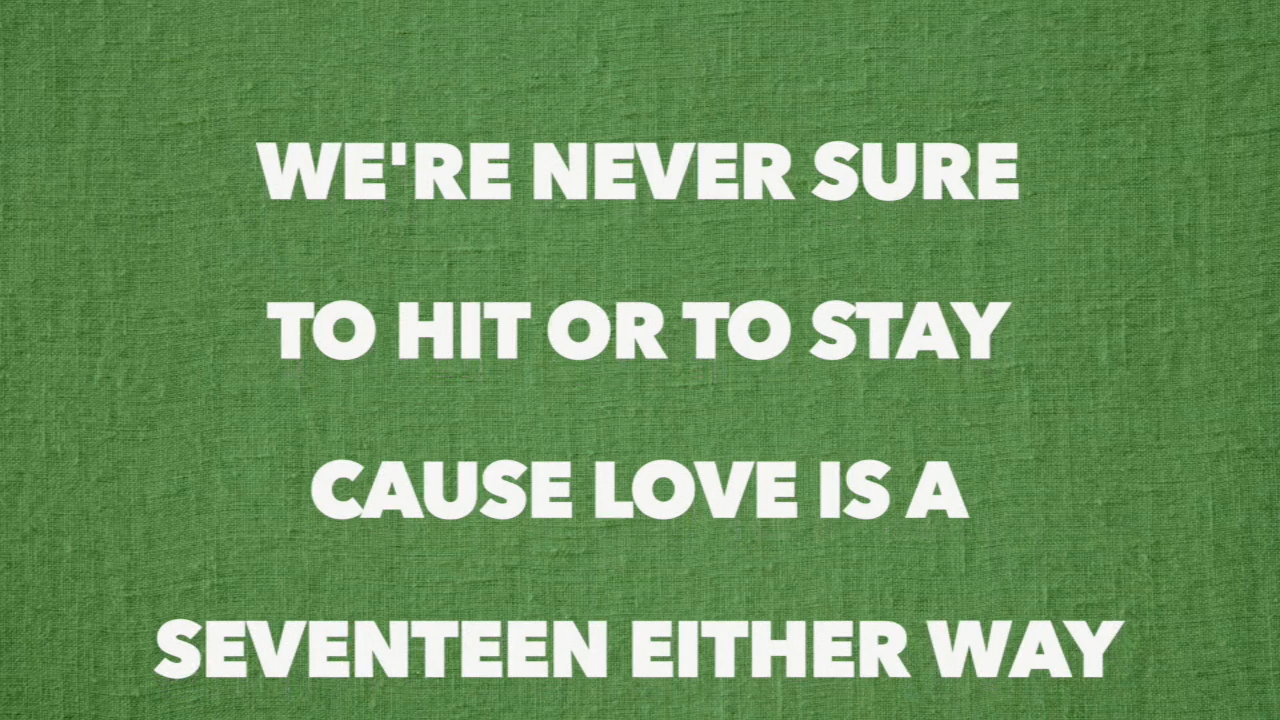 WE'RE NEVER SURE
TO HIT OR TO STAY
CAUSE LOVE IS A
SEVENTEEN EITHER WAY